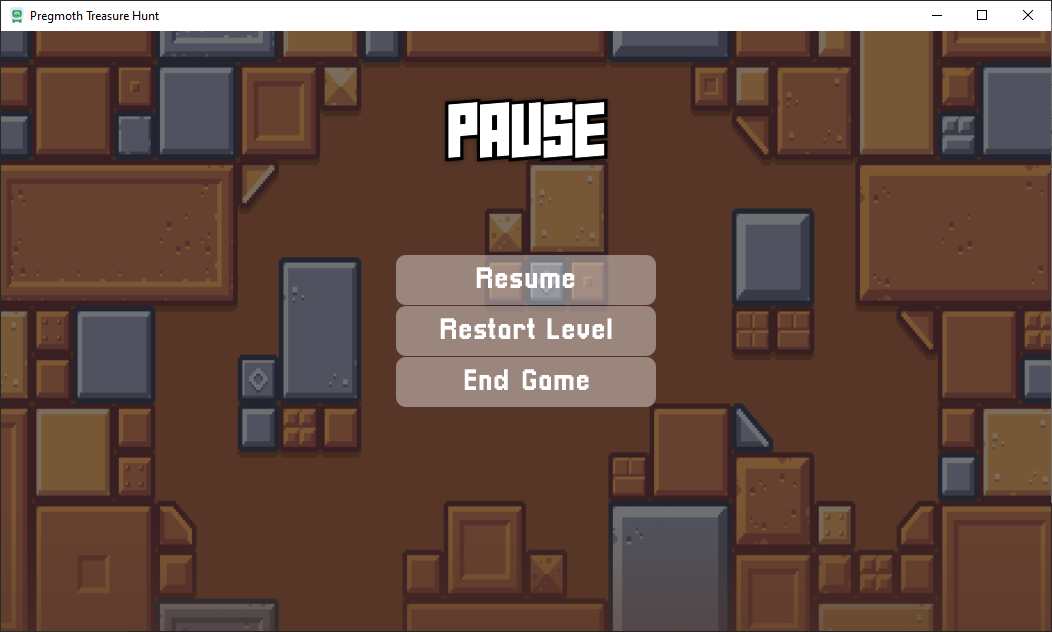 Pregmoth Treasure Hunt
PAUSE
Resume
Restart Level
End Game